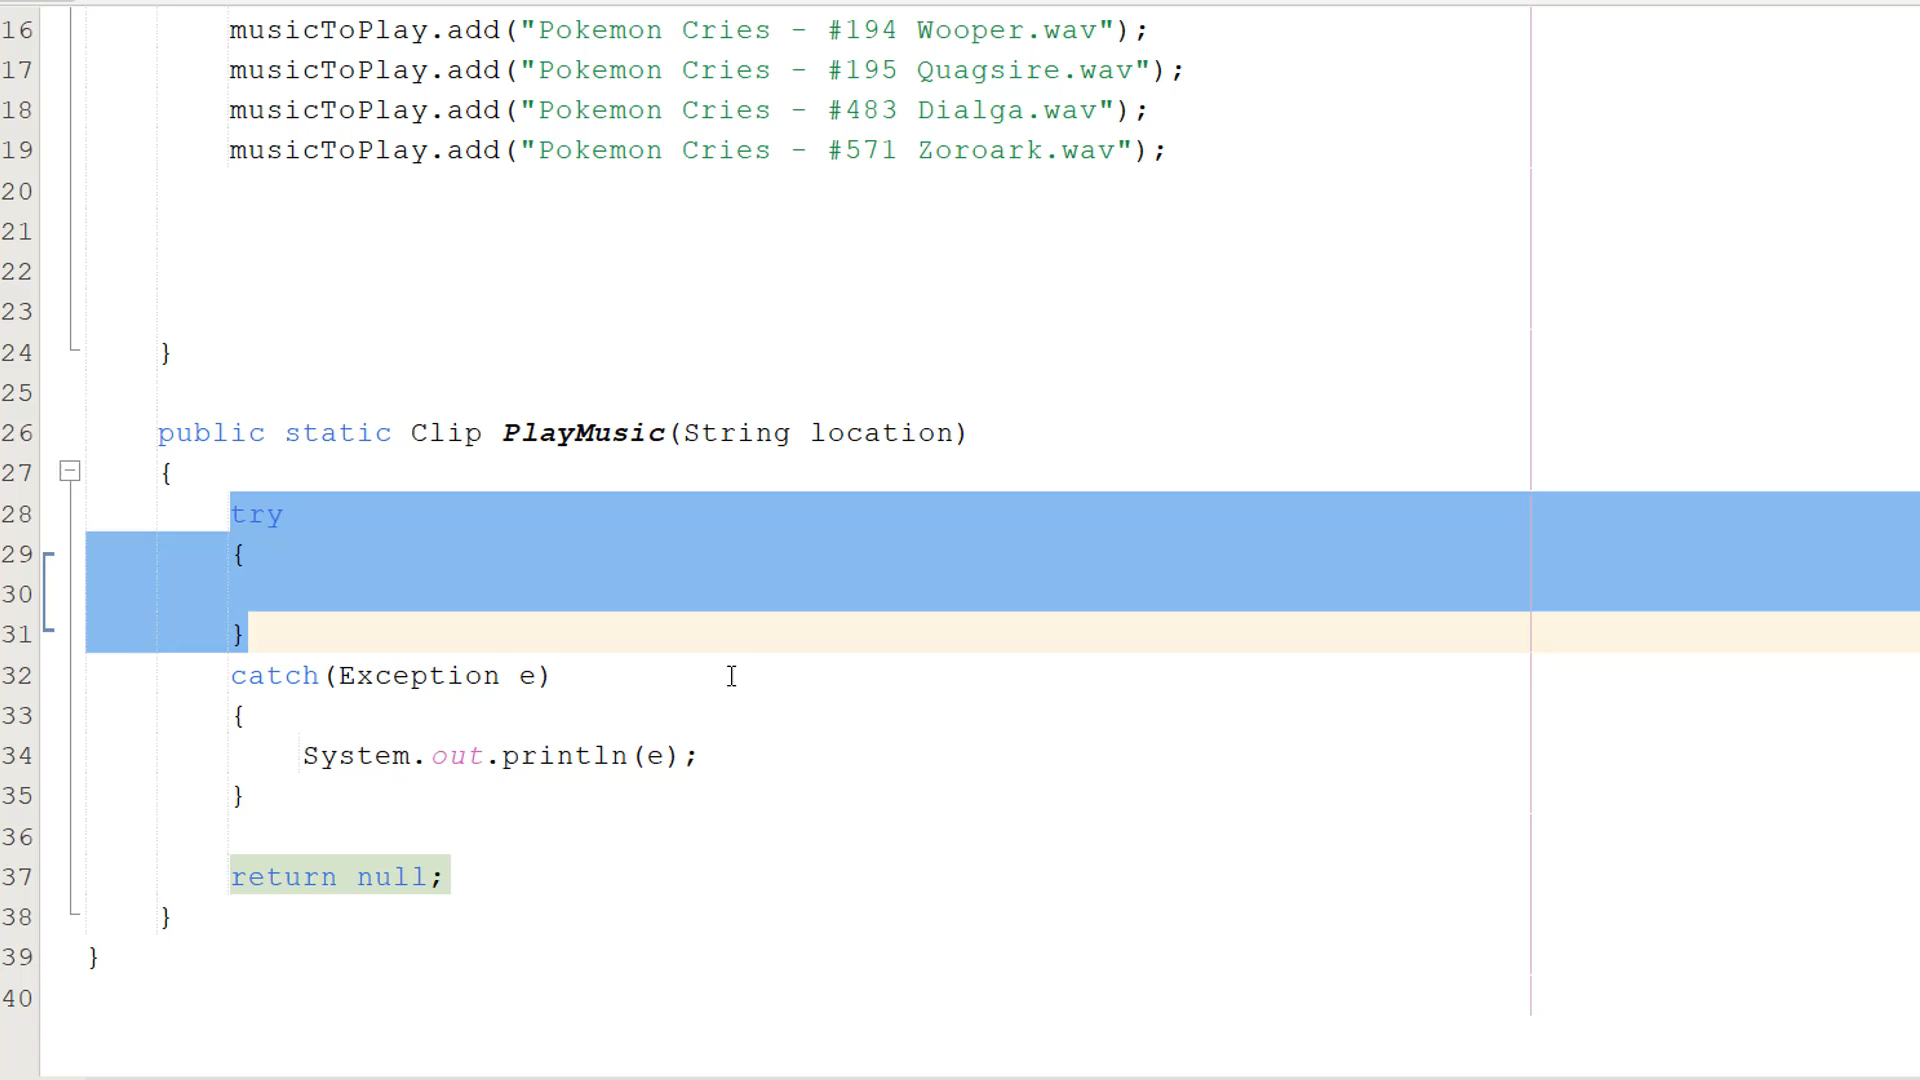 16 musicToPlay.add("Pokemon Cries - #194 Wooper.wav");
17 musicToPlay.add("Pokemon Cries - #195 Quagsire.wav");
18 musicToPlay.add("Pokemon Cries - #483 Dialga.wav");
19 musicToPlay.add("Pokemon Cries - #571 Zoroark.wav");
20
21
22
23
24 }
25
26 public static Clip PlayMusic(String location)
27 {
28 try
29 {
30
31 }
32 catch(Exception e)
33 {
34 System.out.println(e);
35 }
36
37 return null;
38 }
39 }
40